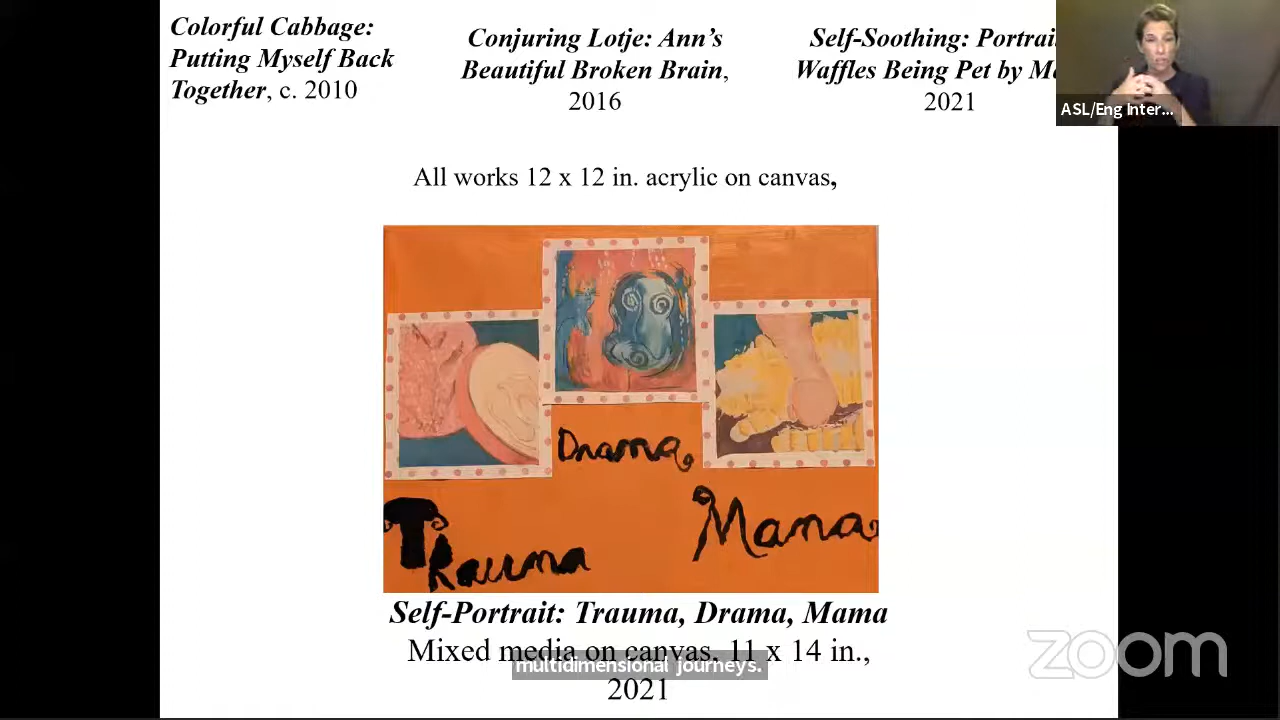 Colorful Cabbage:
Putting Myself Back
Together, c. 2010
Conjuring Lotje: Ann's
Beautiful Broken Brain,
2016
Self-Soothing: Portrai
Waffles Being Pet by M
2021
ASL/Eng Inter...
All works 12 x 12 in. acrylic on canvas,
Drama,
Mama
Trauma
Self-Portrait: Trauma, Drama, Mama
Mixed media on canvas, 11 x 14 in.,
multidimensional journeys.
2021
zoom